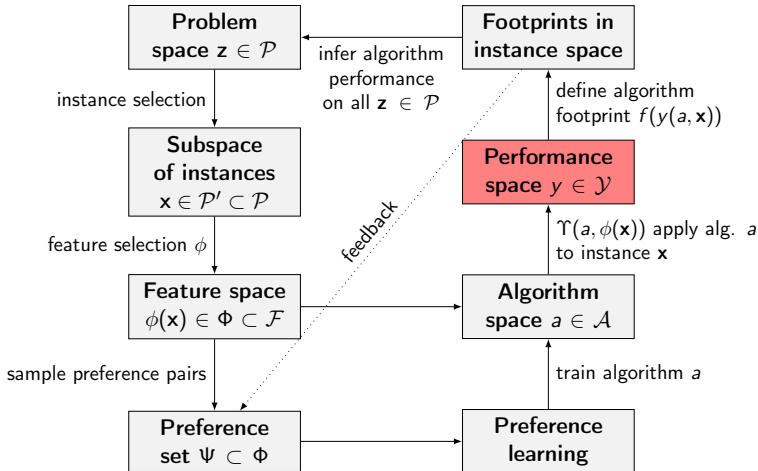 Problem
space z ∈ 𝒫
Footprints in
instance space
infer algorithm
performance
on all z ∈ 𝒫
instance selection
define algorithm
footprint f(y(a, x))
Subspace
of instances
x ∈ 𝒫′ ⊂ 𝒫
Performance
space y ∈ 𝒴
feedback
feature selection ϕ
ϒ(a, ϕ(x)) apply alg. a
to instance x
Feature space
ϕ(x) ∈ Φ ⊂ ℱ
Algorithm
space a ∈ 𝒜
sample preference pairs
train algorithm a
Preference
set Ψ ⊂ Φ
Preference
learning